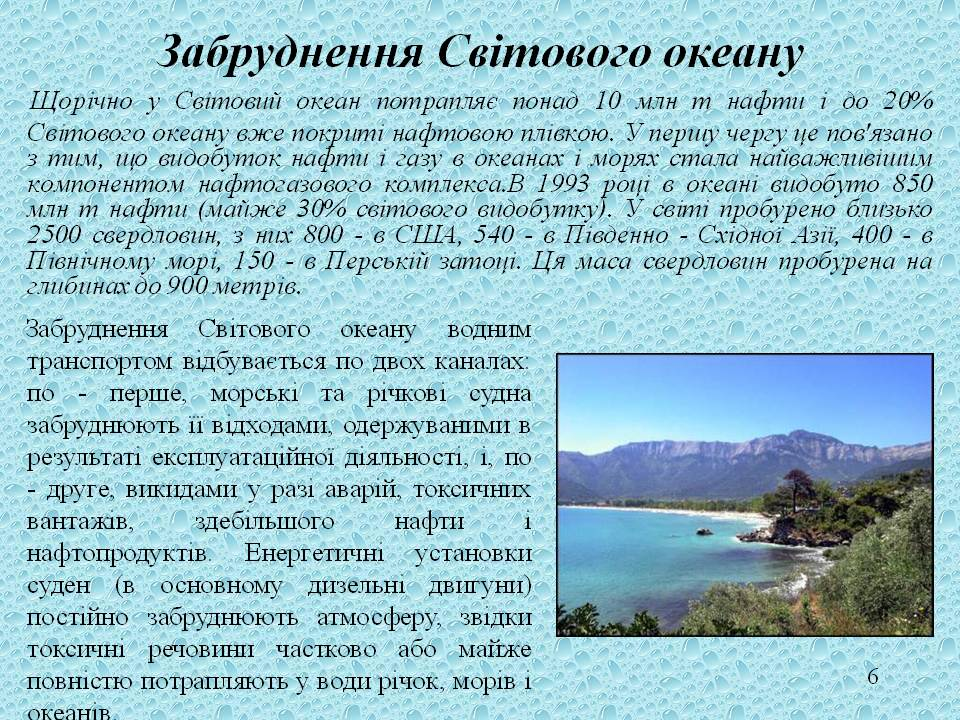 Забруднення Світового океану
Щорічно у Світовий океан потрапляє понад 10 млн т нафти і до 20%
Світового океану вже покриті нафтовою плівкою. У першу чергу це пов'язано
з тим, що видобуток нафти і газу в океанах і морях стала найважливішим
компонентом нафтогазового комплекса.В 1993 році в океані видобуто 850
млн т нафти (майже 30% світового видобутку). У світі пробурено близько
2500 свердловин, з них 800 - в США, 540 - в Південно - Східної Азії, 400 - в
Північному морі, 150 - в Перській затоці. Ця маса свердловин пробурена на
глибинах до 900 метрів.
Забруднення Світового океану водним
транспортом відбувається по двох каналах:
по - перше, морські та річкові судна
забруднюють її відходами, одержуваними в
результаті експлуатаційної діяльності, і, по
- друге, викидами у разі аварій, токсичних
вантажів, здебільшого нафти і
нафтопродуктів. Енергетичні установки
суден (в основному дизельні двигуни)
постійно забруднюють атмосферу, звідки
токсичні речовини частково або майже
повністю потрапляють у води річок, морів і
океанів.
6